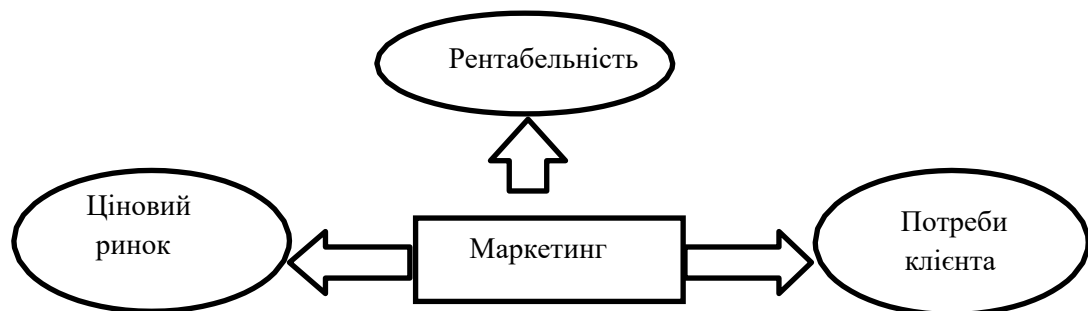 Рентабельність
Ціновий
ринок
Маркетинг
Потреби
клієнта